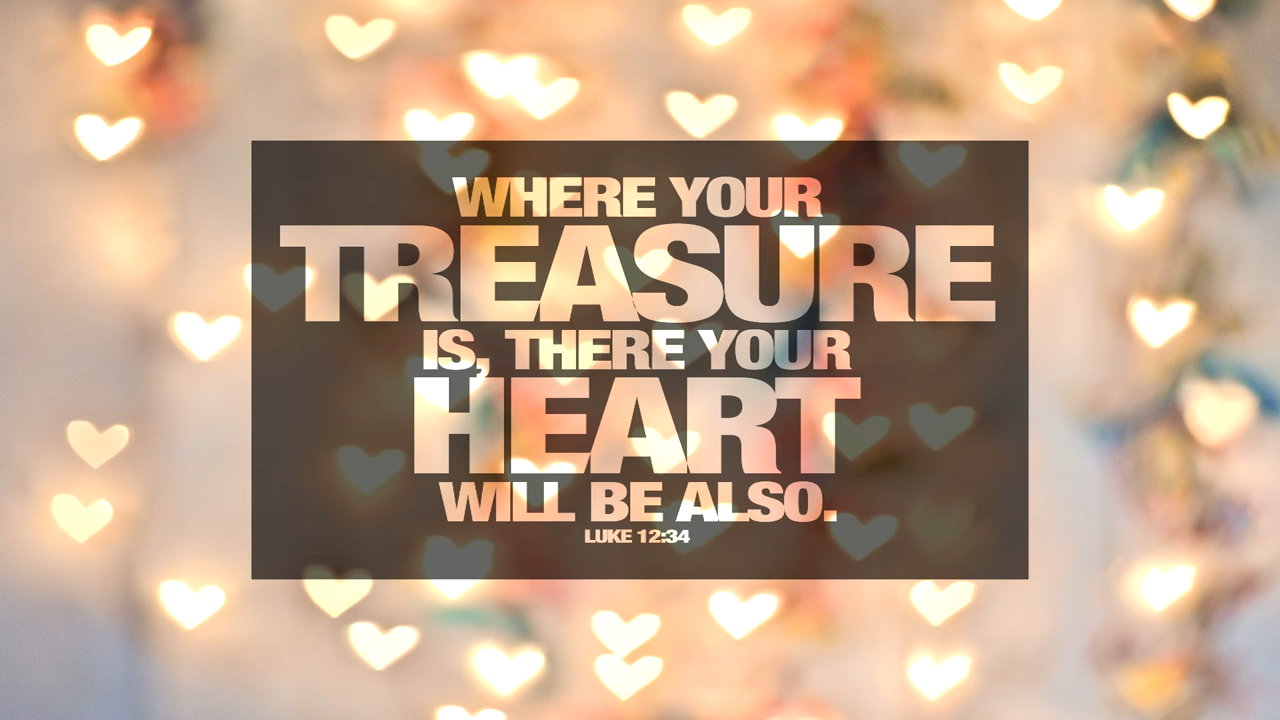 WHERE YOUR
TREASURE
IS, THERE YOUR
HEART
WILL BE ALSO.
LUKE 12:34